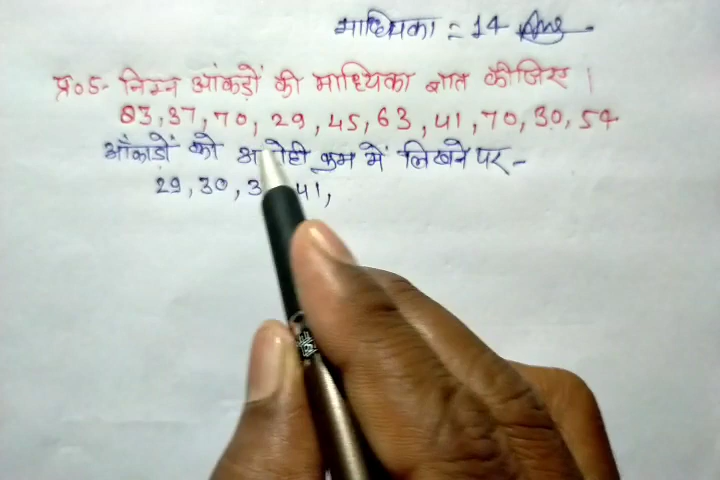 माध्यिका = 14 Ans
प्र०5- निम्न आंकड़ों की माध्यिका ज्ञात कीजिए ।
83, 37, 70, 29, 45, 63, 41, 70, 30, 54
आँकड़ों को क्रम में लिखने पर -
29, 30, 3 41,